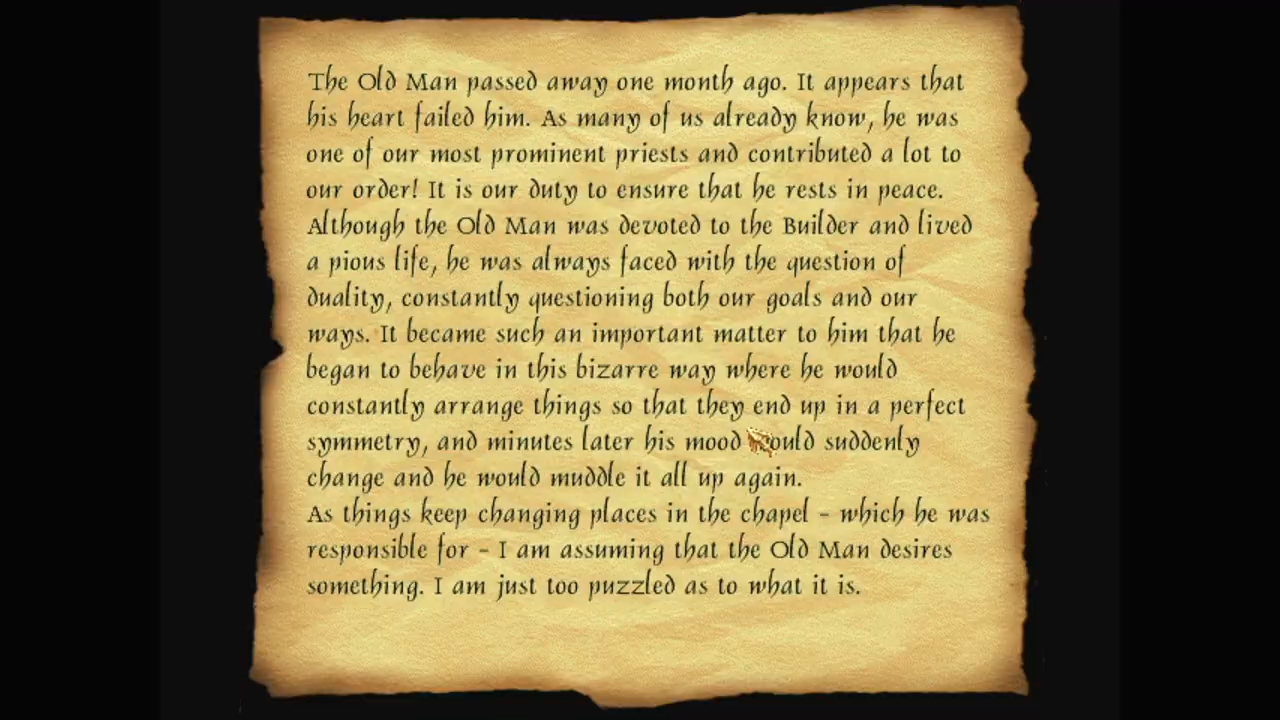 The Old Man passed away one month ago. It appears that
his heart failed him. As many of us already know, he was
one of our most prominent priests and contributed a lot to
our order! It is our duty to ensure that he rests in peace.
Although the Old Man was devoted to the Builder and lived
a pious life, he was always faced with the question of
duality, constantly questioning both our goals and our
ways. It became such an important matter to him that he
began to behave in this bizarre way where he would
constantly arrange things so that they end up in a perfect
symmetry, and minutes later his mood would suddenly
change and he would muddle it all up again.
As things keep changing places in the chapel - which he was
responsible for - I am assuming that the Old Man desires
something. I am just too puzzled as to what it is.